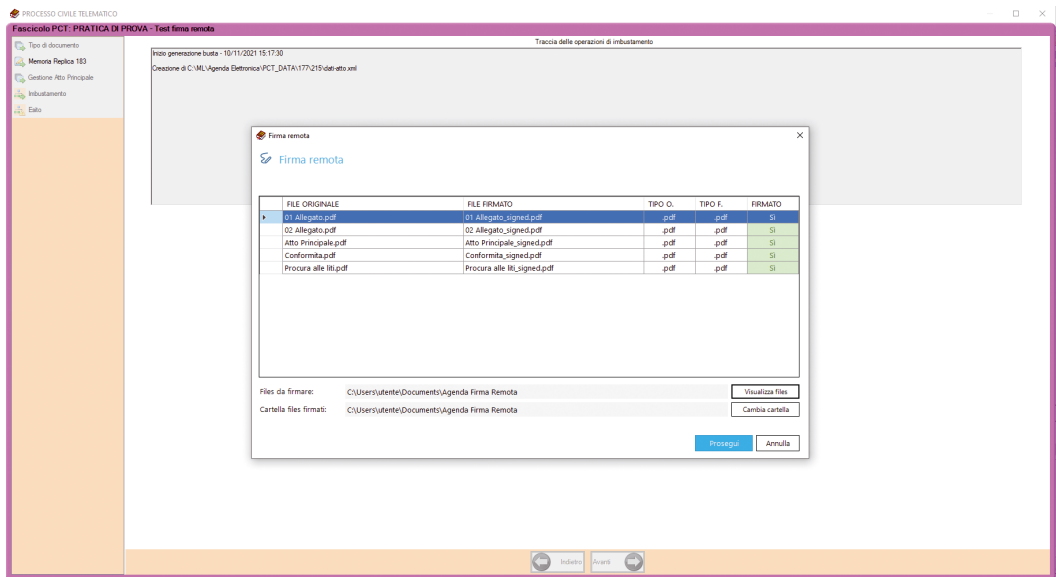 PROCESSO CIVILE TELEMATICO
Fascicolo PCT: PRATICA DI PROVA - Test firma remota
Tipo di documento
Memoria Replica 183
Gestione Atto Principale
Imbustamento
Esito
Traccia delle operazioni di imbustamento
Inizio generazione busta - 10/11/2021 15:17:30
Creazione di C:\ML\Agenda Elettronica\PCT_DATA\177\215\dati-atto.xml
Firma remota
Firma remota
FILE ORIGINALE FILE FIRMATO TIPO O. TIPO F. FIRMATO
01 Allegato.pdf 01 Allegato_signed.pdf .pdf .pdf Sì
02 Allegato.pdf 02 Allegato_signed.pdf .pdf .pdf Sì
Atto Principale.pdf Atto Principale_signed.pdf .pdf .pdf Sì
Conformita.pdf Conformita_signed.pdf .pdf .pdf Sì
Procura alle liti.pdf Procura alle liti_signed.pdf .pdf .pdf Sì
Files da firmare: C:\Users\utente\Documents\Agenda Firma Remota Visualizza files
Cartella files firmati: C:\Users\utente\Documents\Agenda Firma Remota Cambia cartella
Prosegui Annulla
Indietro Avanti